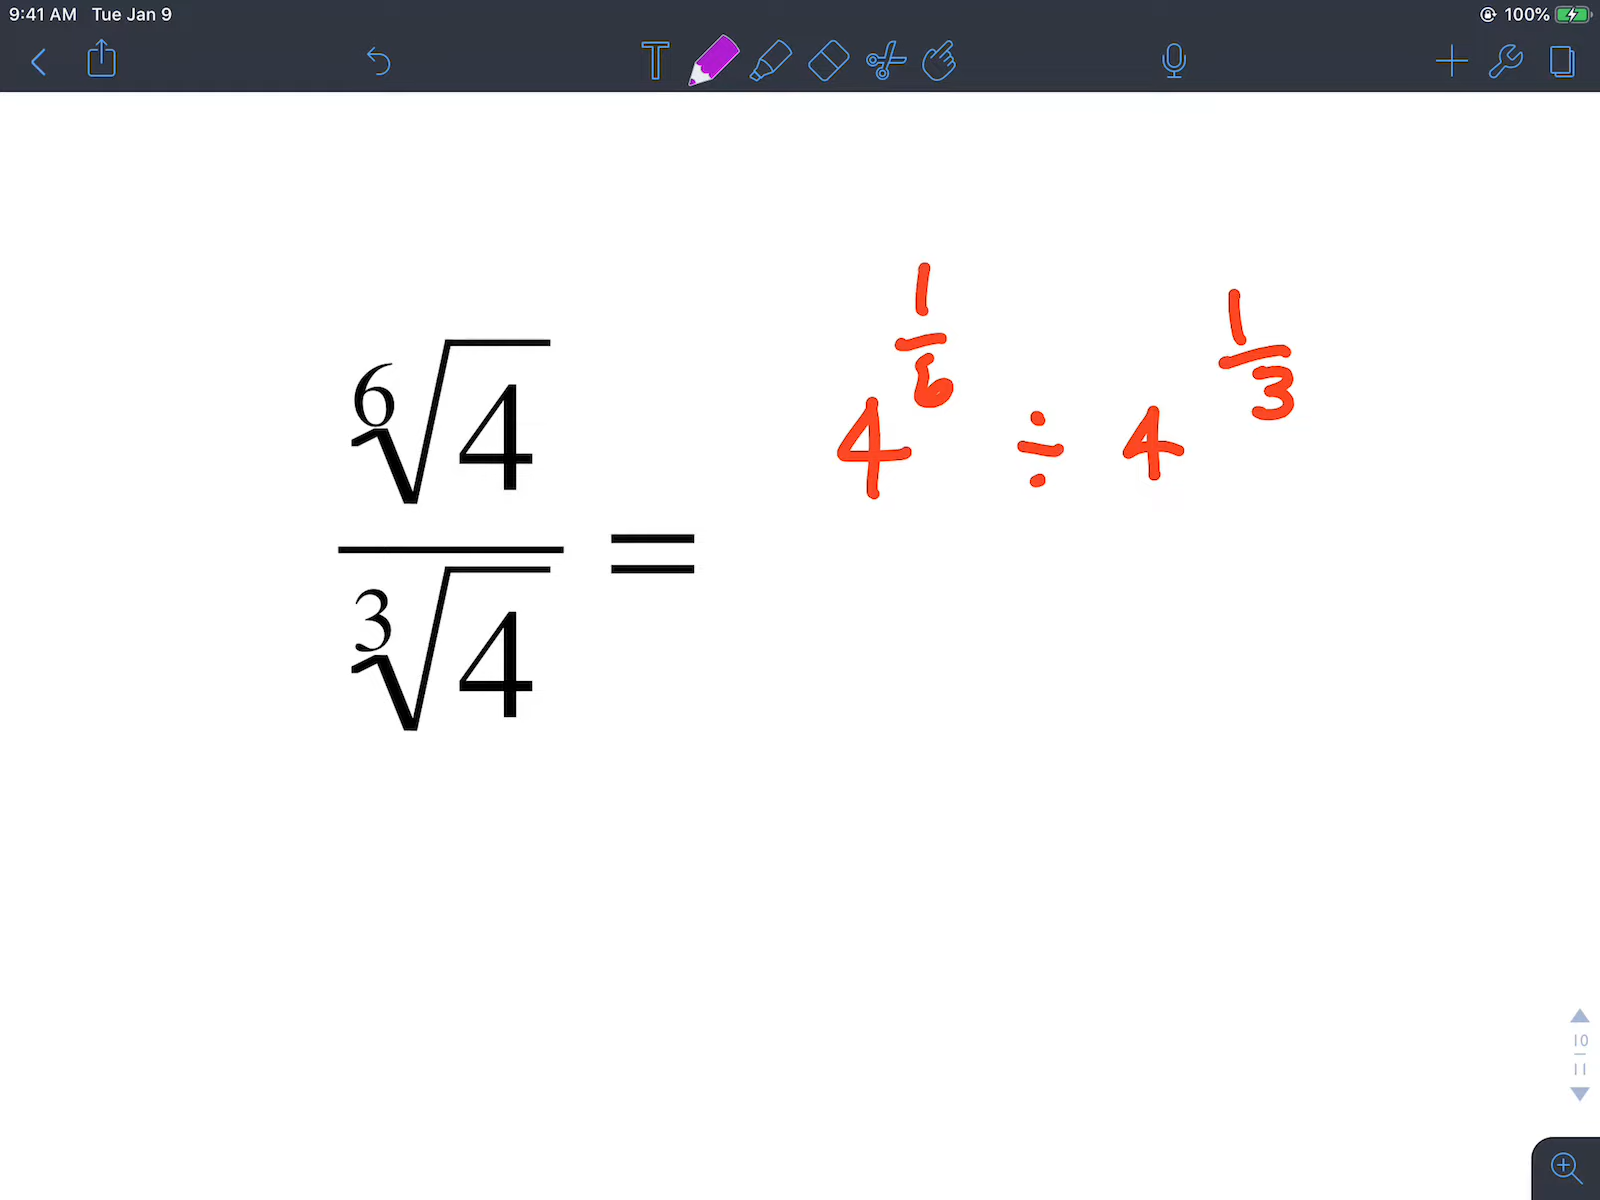 9:41 AM Tue Jan 9 100%
T
⁶√4 / ³√4 =
4^(1/6) ÷ 4^(1/3)
10
11